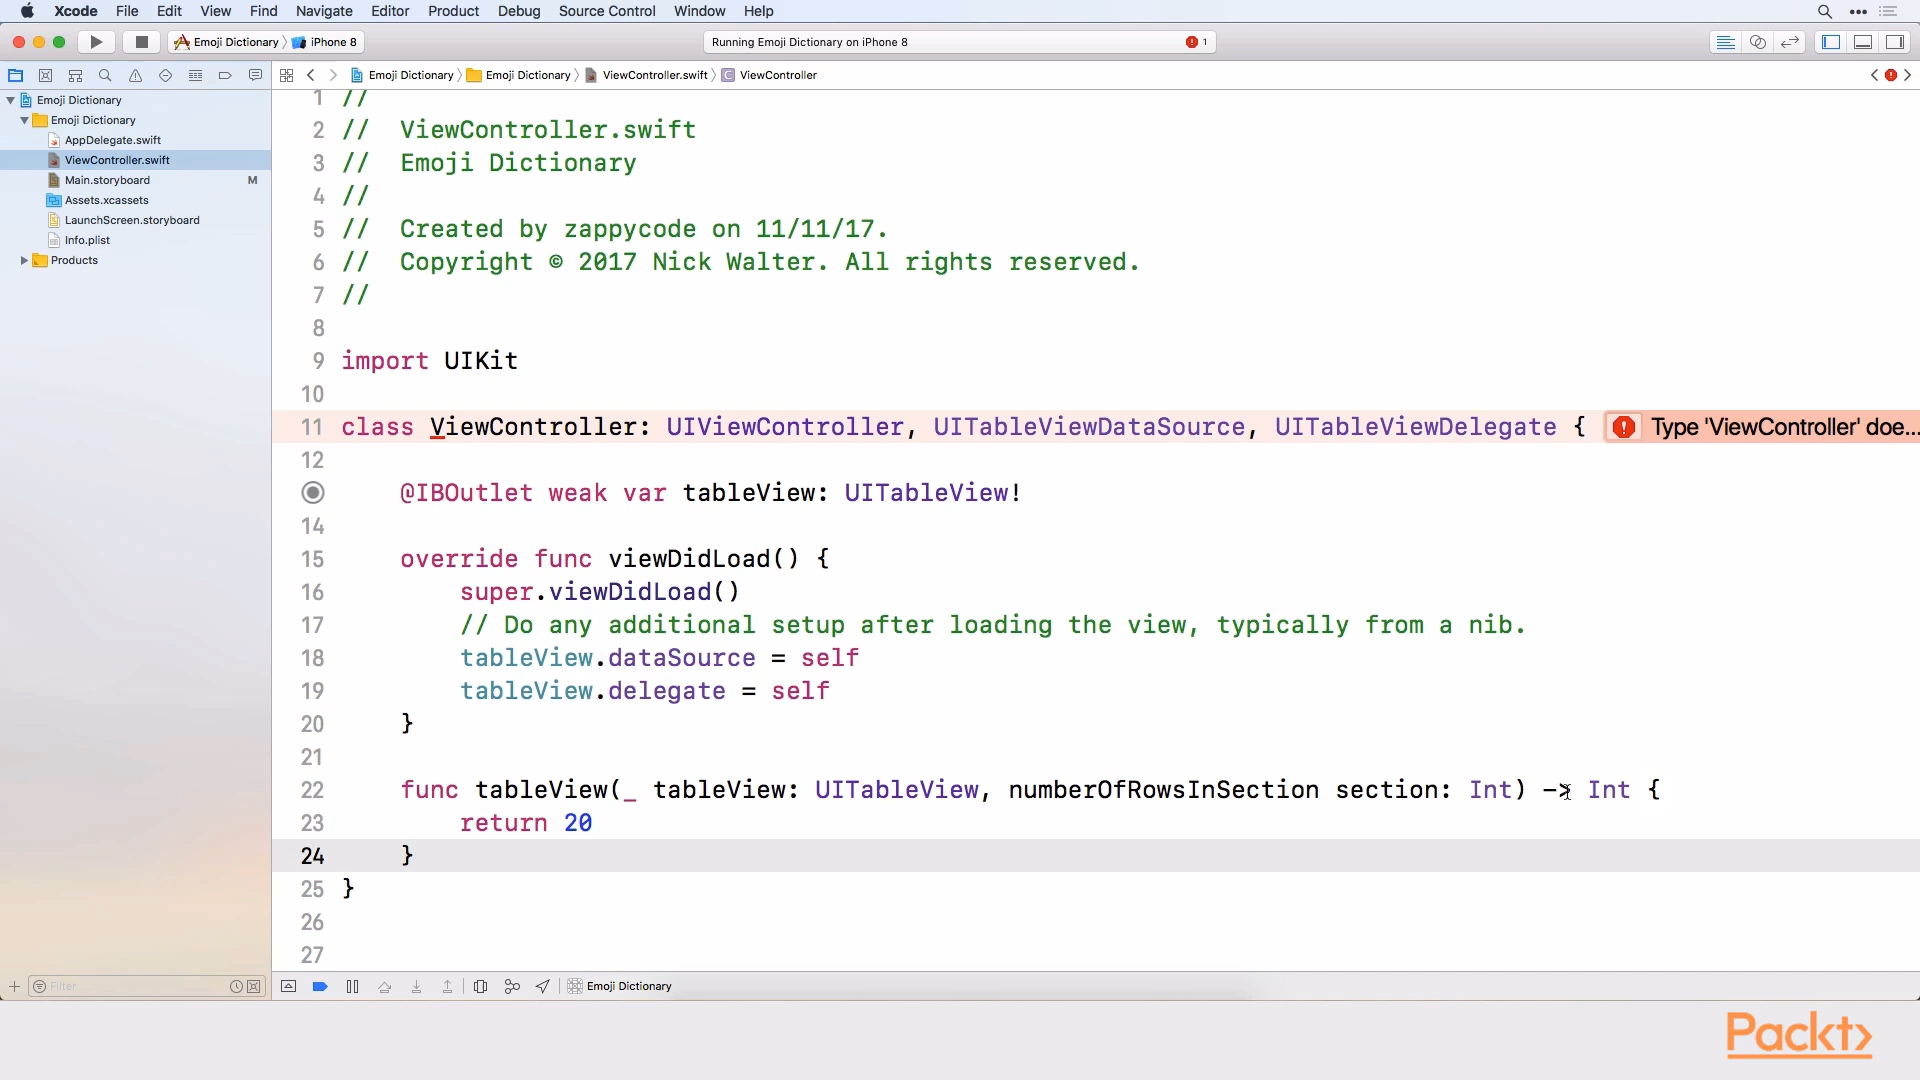 Xcode File Edit View Find Navigate Editor Product Debug Source Control Window Help
Emoji Dictionary iPhone 8
Running Emoji Dictionary on iPhone 8
1
Emoji Dictionary Emoji Dictionary ViewController.swift C ViewController
Emoji Dictionary
Emoji Dictionary
AppDelegate.swift
ViewController.swift
Main.storyboard M
Assets.xcassets
LaunchScreen.storyboard
Info.plist
Products
1 //
2 //  ViewController.swift
3 //  Emoji Dictionary
4 //
5 //  Created by zappycode on 11/11/17.
6 //  Copyright © 2017 Nick Walter. All rights reserved.
7 //
8
9 import UIKit
10
11 class ViewController: UIViewController, UITableViewDataSource, UITableViewDelegate { Type 'ViewController' doe...
12
@IBOutlet weak var tableView: UITableView!
14
15 override func viewDidLoad() {
16 super.viewDidLoad()
17 // Do any additional setup after loading the view, typically from a nib.
18 tableView.dataSource = self
19 tableView.delegate = self
20 }
21
22 func tableView(_ tableView: UITableView, numberOfRowsInSection section: Int) -> Int {
23 return 20
24 }
25 }
26
27
Filter
Emoji Dictionary
Packt>